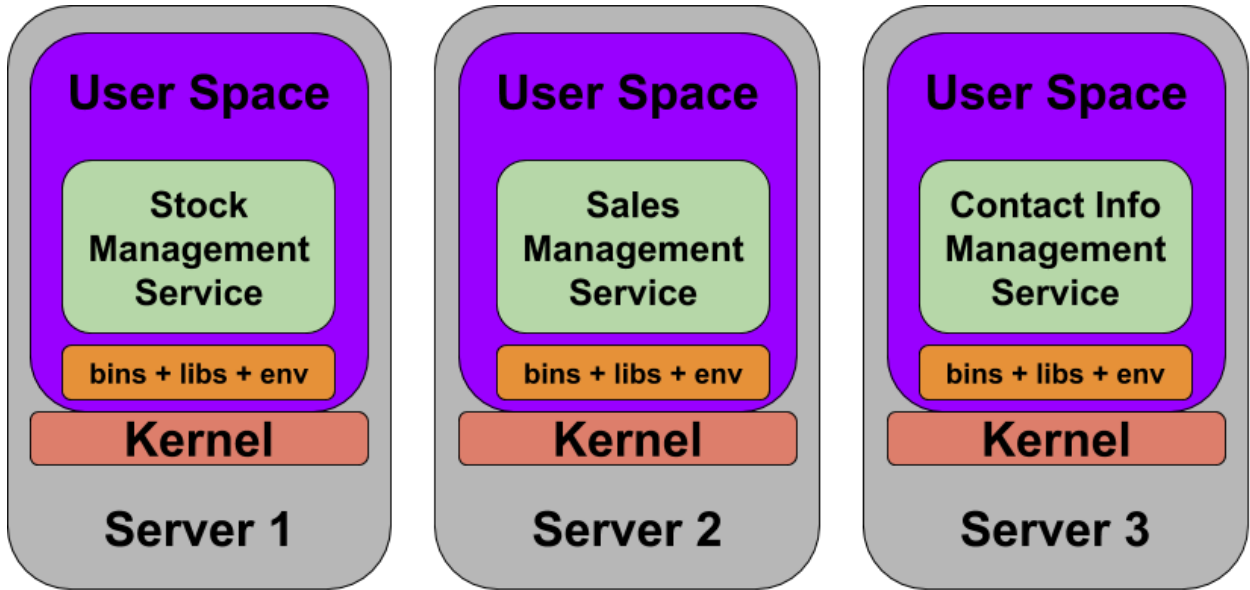 User Space
Stock
Management
Service
bins + libs + env
Kernel
Server 1
User Space
Sales
Management
Service
bins + libs + env
Kernel
Server 2
User Space
Contact Info
Management
Service
bins + libs + env
Kernel
Server 3